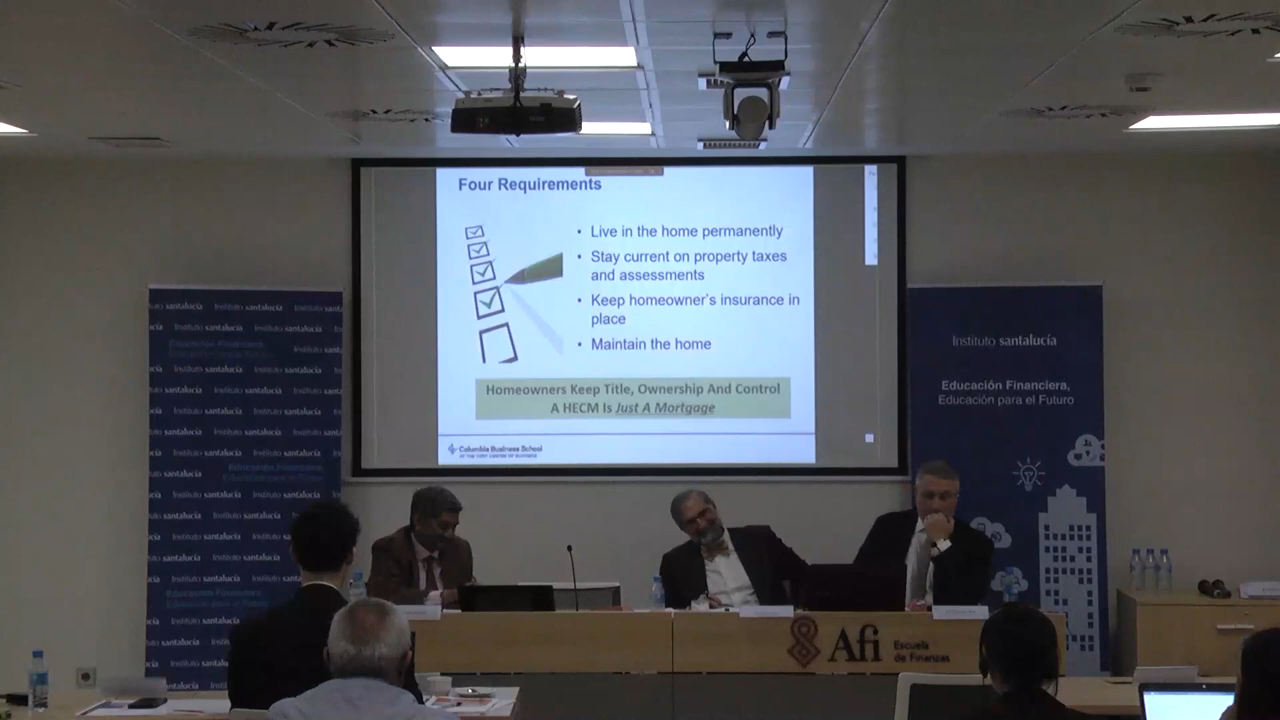 Four Requirements
• Live in the home permanently
• Stay current on property taxes
and assessments
• Keep homeowner's insurance in
place
• Maintain the home
Homeowners Keep Title, Ownership And Control
A HECM Is Just A Mortgage
Columbia Business School
Instituto santalucía
Educación Financiera,
Educación para el Futuro
Instituto santalucía
Afi Escuela
de Finanzas